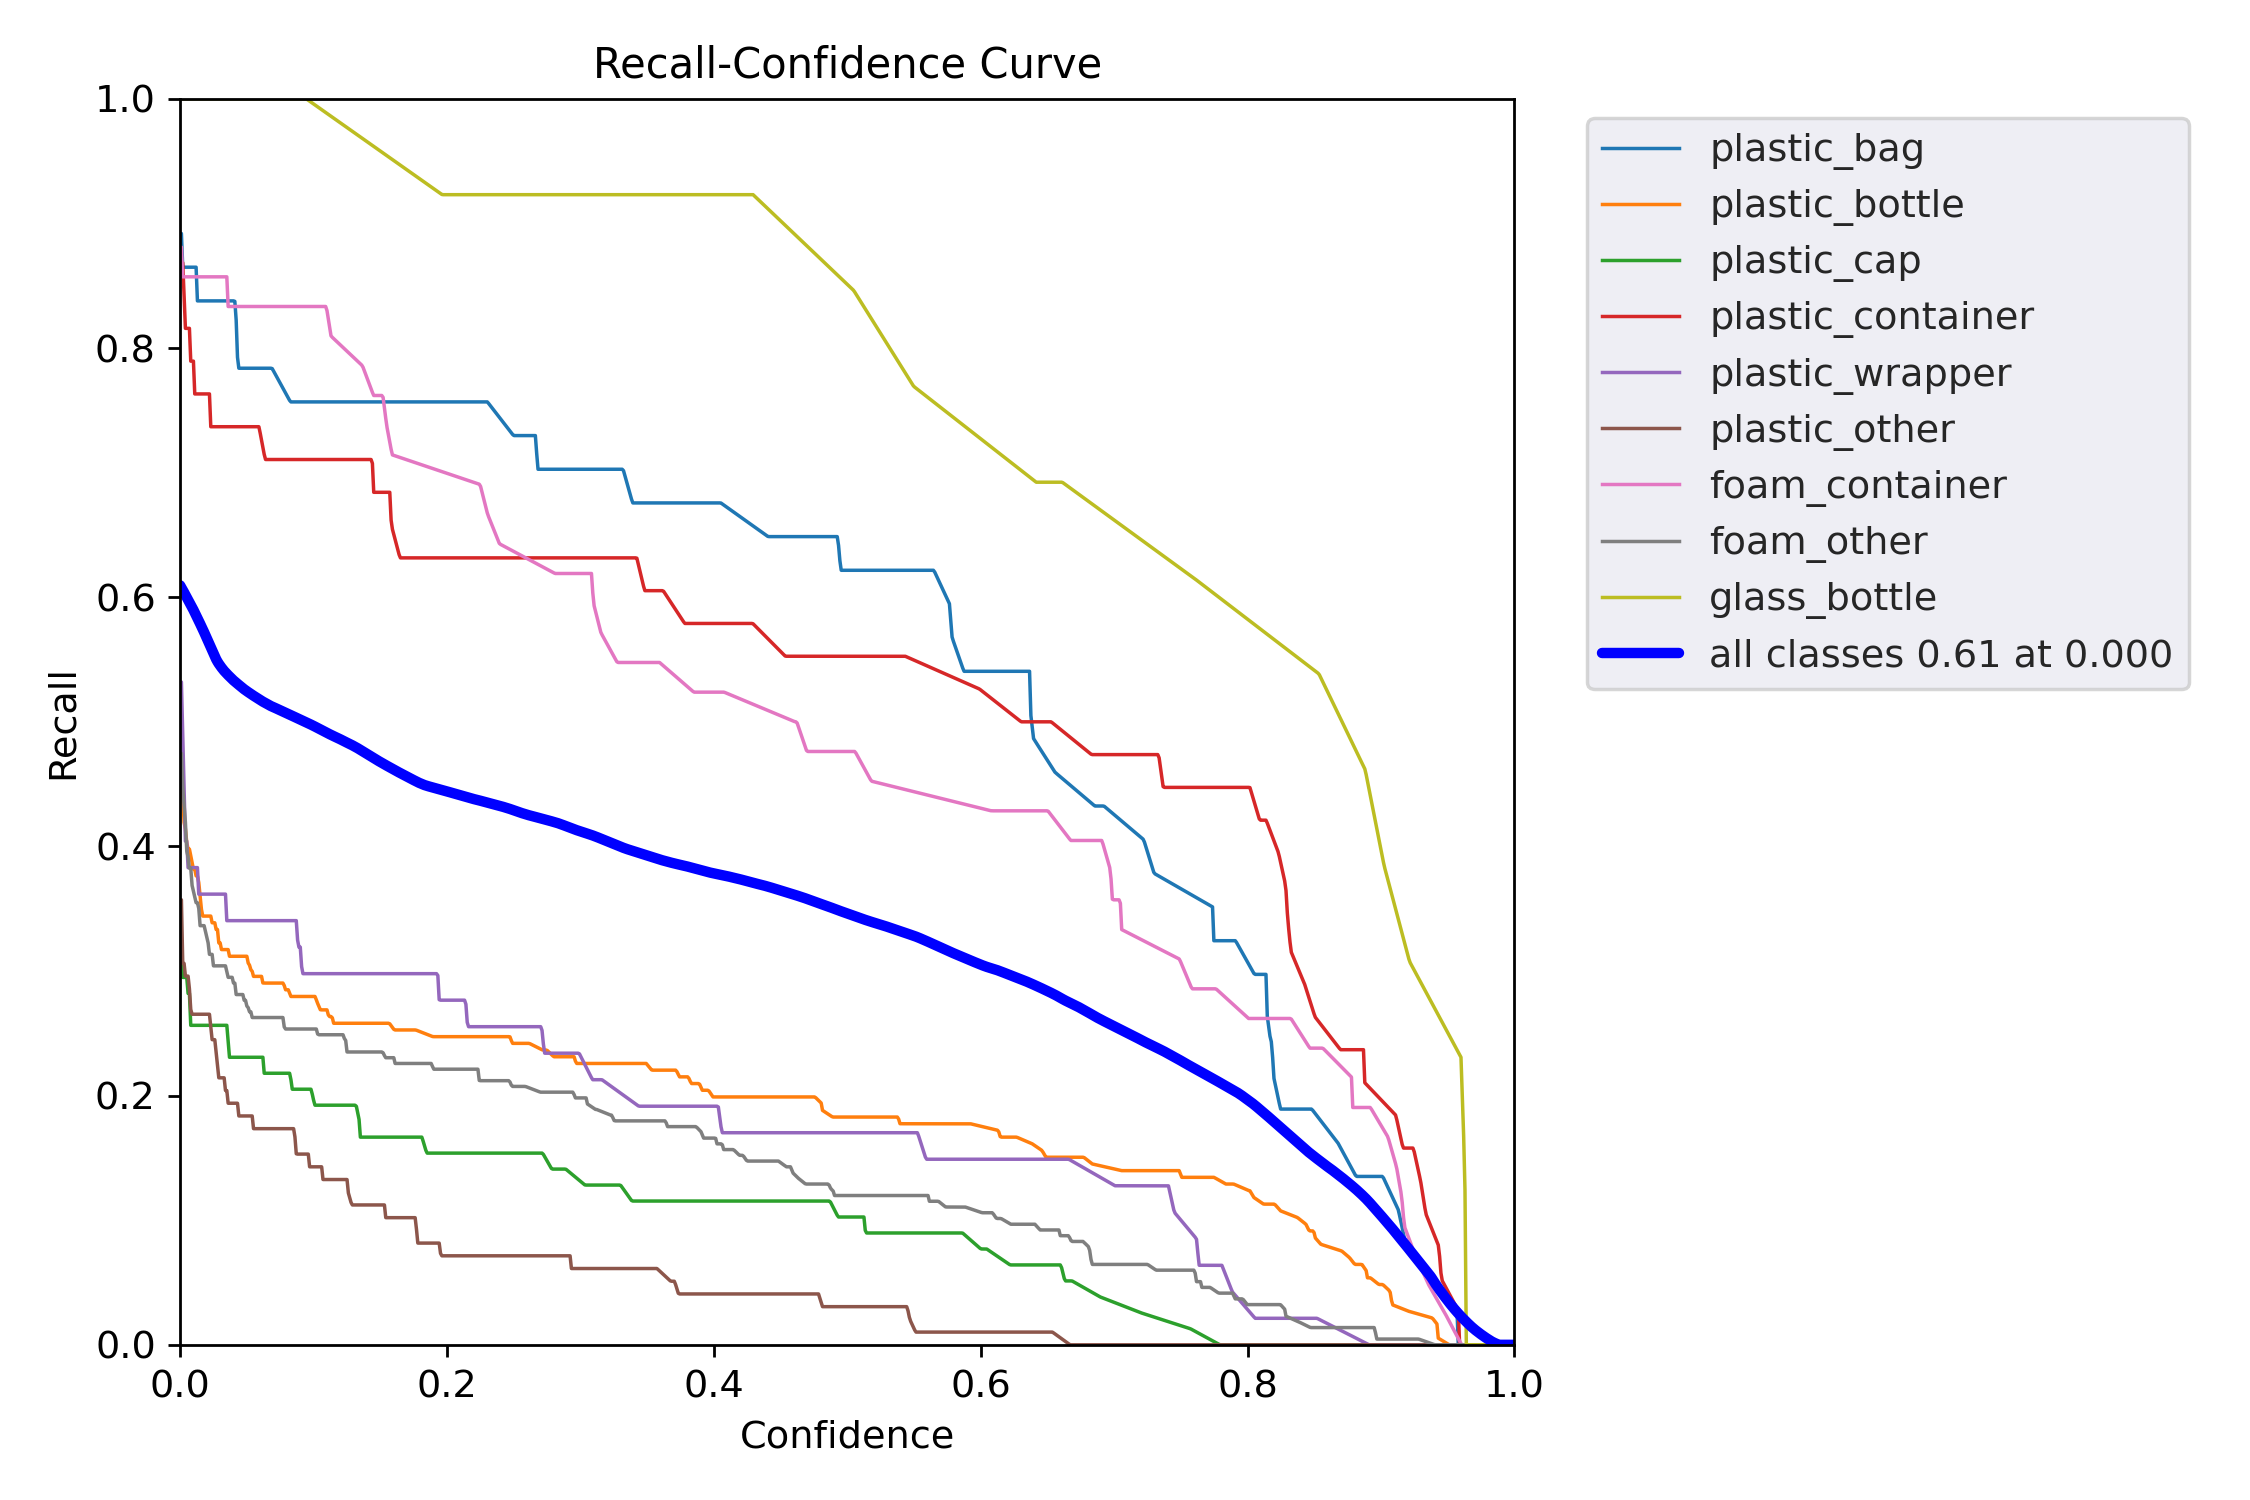 Recall-Confidence Curve
1.0
0.8
0.6
0.4
0.2
0.0
Recall
0.0 0.2 0.4 0.6 0.8 1.0
Confidence
plastic_bag
plastic_bottle
plastic_cap
plastic_container
plastic_wrapper
plastic_other
foam_container
foam_other
glass_bottle
all classes 0.61 at 0.000